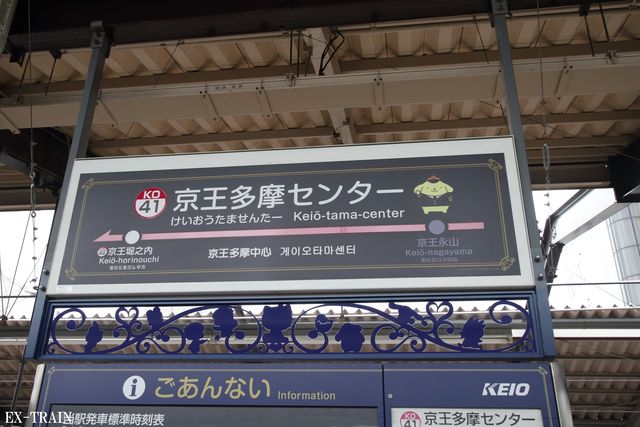 KO
41
京王多摩センター
けいおうたませんたー Keiō-tama-center
京王堀之内
Keiō-horinouchi
京王多摩中心 게이오타마센터
京王永山
Keiō-nagayama
ごあんない Information
KEIO
駅発車標準時刻表
KO
41
京王多摩センター
EX-TRAIN